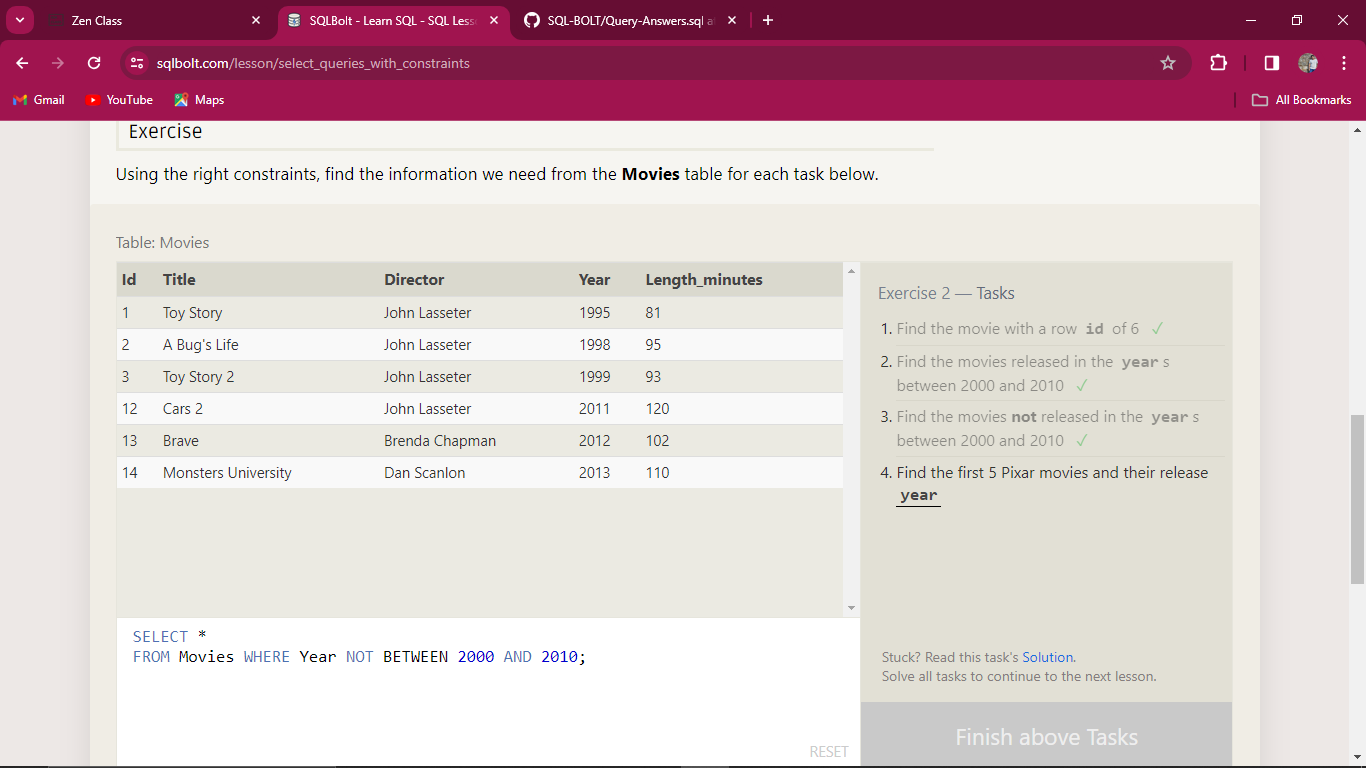 Zen Class
SQLBolt - Learn SQL - SQL Less
SQL-BOLT/Query-Answers.sql a
sqlbolt.com/lesson/select_queries_with_constraints
Gmail
YouTube
Maps
All Bookmarks
Exercise
Using the right constraints, find the information we need from the Movies table for each task below.
Table: Movies
Id Title Director Year Length_minutes
1 Toy Story John Lasseter 1995 81
2 A Bug's Life John Lasseter 1998 95
3 Toy Story 2 John Lasseter 1999 93
12 Cars 2 John Lasseter 2011 120
13 Brave Brenda Chapman 2012 102
14 Monsters University Dan Scanlon 2013 110
SELECT *
FROM Movies WHERE Year NOT BETWEEN 2000 AND 2010;
RESET
Exercise 2 — Tasks
1. Find the movie with a row id of 6 ✓
2. Find the movies released in the year s
between 2000 and 2010 ✓
3. Find the movies not released in the year s
between 2000 and 2010 ✓
4. Find the first 5 Pixar movies and their release
year
Stuck? Read this task's Solution.
Solve all tasks to continue to the next lesson.
Finish above Tasks